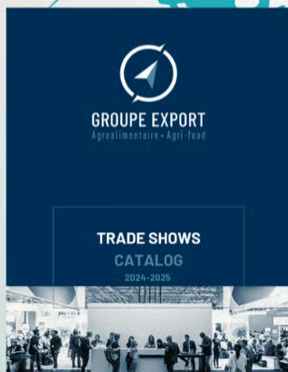 GROUPE EXPORT
Agroalimentaire • Agri-food
TRADE SHOWS
CATALOG
2024-2025